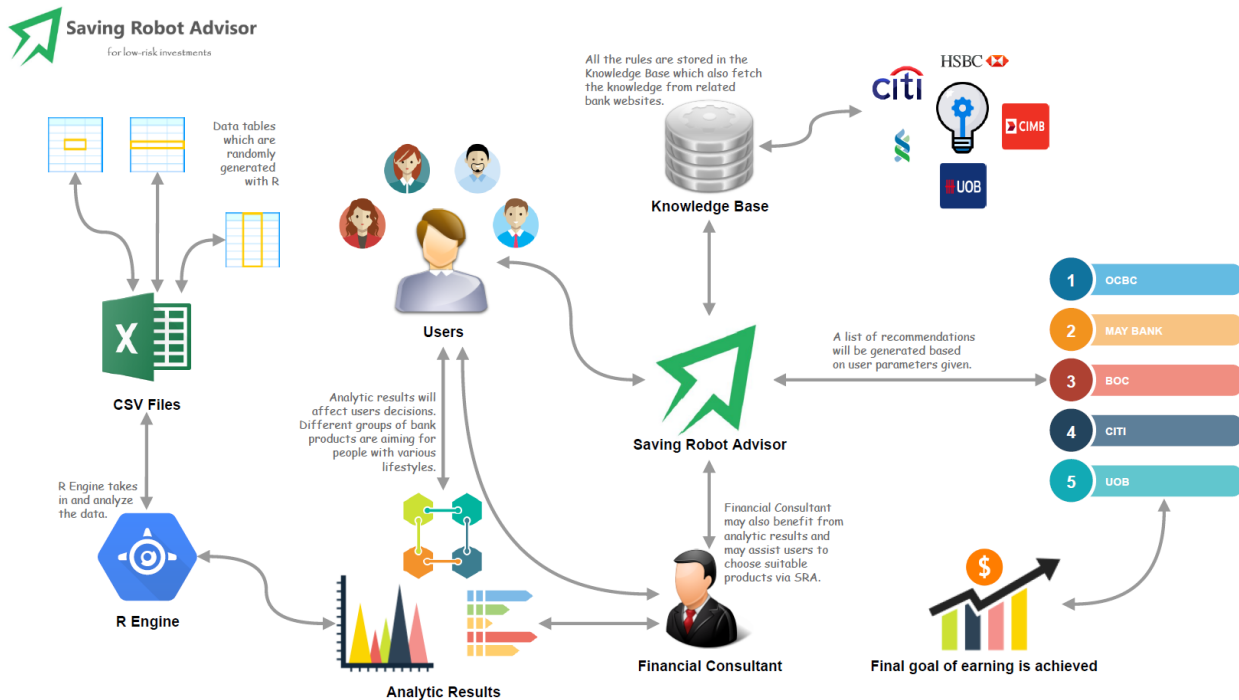 Saving Robot Advisor
for low-risk investments
All the rules are stored in the
Knowledge Base which also fetch
the knowledge from related
bank websites.
HSBC
citi
CIMB
UOB
Data tables
which are
randomly
generated
with R
Knowledge Base
Users
X
CSV Files
1 OCBC
2 MAY BANK
3 BOC
4 CITI
5 UOB
A list of recommendations
will be generated based
on user parameters given.
Analytic results will
affect users decisions.
Different groups of bank
products are aiming for
people with various
lifestyles.
Saving Robot Advisor
R Engine takes
in and analyze
the data.
Financial Consultant
may also benefit from
analytic results and
may assist users to
choose suitable
products via SRA.
$
R Engine
Analytic Results
Financial Consultant
Final goal of earning is achieved